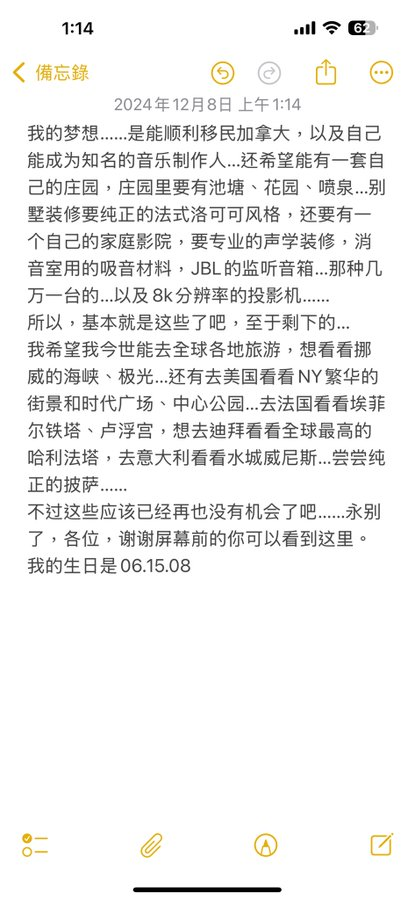 1:14
62
備忘錄
2024年12月8日 上午1:14
我的梦想......是能顺利移民加拿大，以及自己
能成为知名的音乐制作人...还希望能有一套自
己的庄园，庄园里要有池塘、花园、喷泉...别
墅装修要纯正的法式洛可可风格，还要有一
个自己的家庭影院，要专业的声学装修，消
音室用的吸音材料，JBL的监听音箱...那种几
万一台的...以及8k分辨率的投影机......
所以，基本就是这些了吧，至于剩下的...
我希望我今世能去全球各地旅游，想看看挪
威的海峡、极光...还有去美国看看NY繁华的
街景和时代广场、中心公园...去法国看看埃菲
尔铁塔、卢浮宫，想去迪拜看看全球最高的
哈利法塔，去意大利看看水城威尼斯...尝尝纯
正的披萨......
不过这些应该已经再也没有机会了吧......永别
了，各位，谢谢屏幕前的你可以看到这里。
我的生日是06.15.08